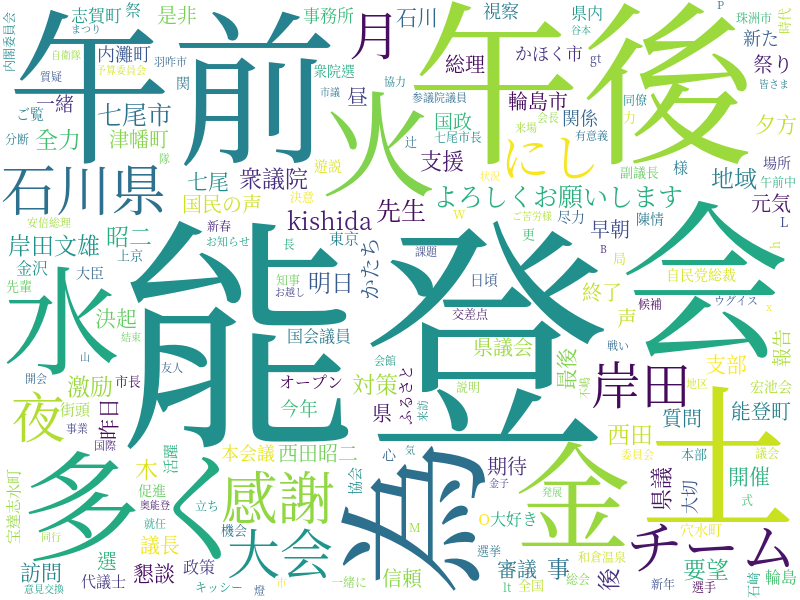 内閣委員会
志賀町
祭
まつり
是非
事務所
石川
視察
県内
新た
P
珠洲市
時代
自衛隊
谷本
午前
午後
月
質疑
羽咋市
予算委員会
内灘町
関
衆院選
総理
かほく市
gt
祭り
皆さま
ご覧
一緒
七尾市
昼
市議
協力
参議院議員
輪島市
同僚
分断
全力
津幡町
隊
遊説
国政
七尾市長
来場
会長
関係
力
夕方
火
辻
有意義
にし
副議長
様
場所
午前中
石川県
七尾
衆議院
支援
地域
国民の声
決意
状況
よろしくお願いします
安倍総理
新春
kishida
先生
W
ご苦労様
尽力
早朝
陳情
元気
L
岸田文雄
昭二
お知らせ
長
東京
かたち
更
B
局
h
金沢
大臣
上京
知事
お越し
明日
課題
日頃
終了
自民党総裁
先輩
能登
会
候補
ウグイス
x
水
決起
結束
国会議員
交差点
声
戦い
山
友人
会館
県議会
最後
支部
報告
開会
激励
市長
オープン
対策
ふるさと
来訪
説明
岸田
不嶋
地区
宏池会
夜
街頭
昨日
事業
国際
今年
県
質問
能登町
多く
感謝
本会議
西田昭二
心
気
西田
委員会
本部
議会
木
活躍
促進
協会
期待
金
土
県議
大切
開催
式
宝達志水町
奥能登
立ち
機会
金子
発展
就任
議長
M
O
大好き
穴水町
チーム
訪問
選
同行
懇談
政策
大会
選挙
和倉温泉
審議
事
後
要望
輪島
代議士
キッシー
信頼
意見交換
燈
市
一緒に
lt
全国
総会
新年
選手
石﨑